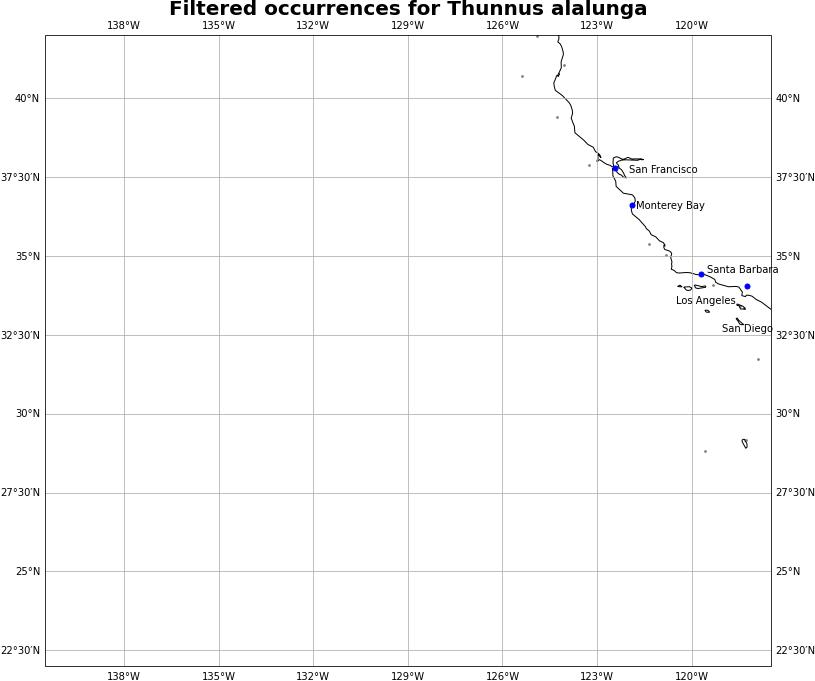 Filtered occurrences for Thunnus alalunga
138°W 135°W 132°W 129°W 126°W 123°W 120°W
40°N 40°N
San Francisco
37°30′N 37°30′N
Monterey Bay
35°N 35°N
Santa Barbara
Los Angeles
San Diego
32°30′N 32°30′N
30°N 30°N
27°30′N 27°30′N
25°N 25°N
22°30′N 22°30′N
138°W 135°W 132°W 129°W 126°W 123°W 120°W